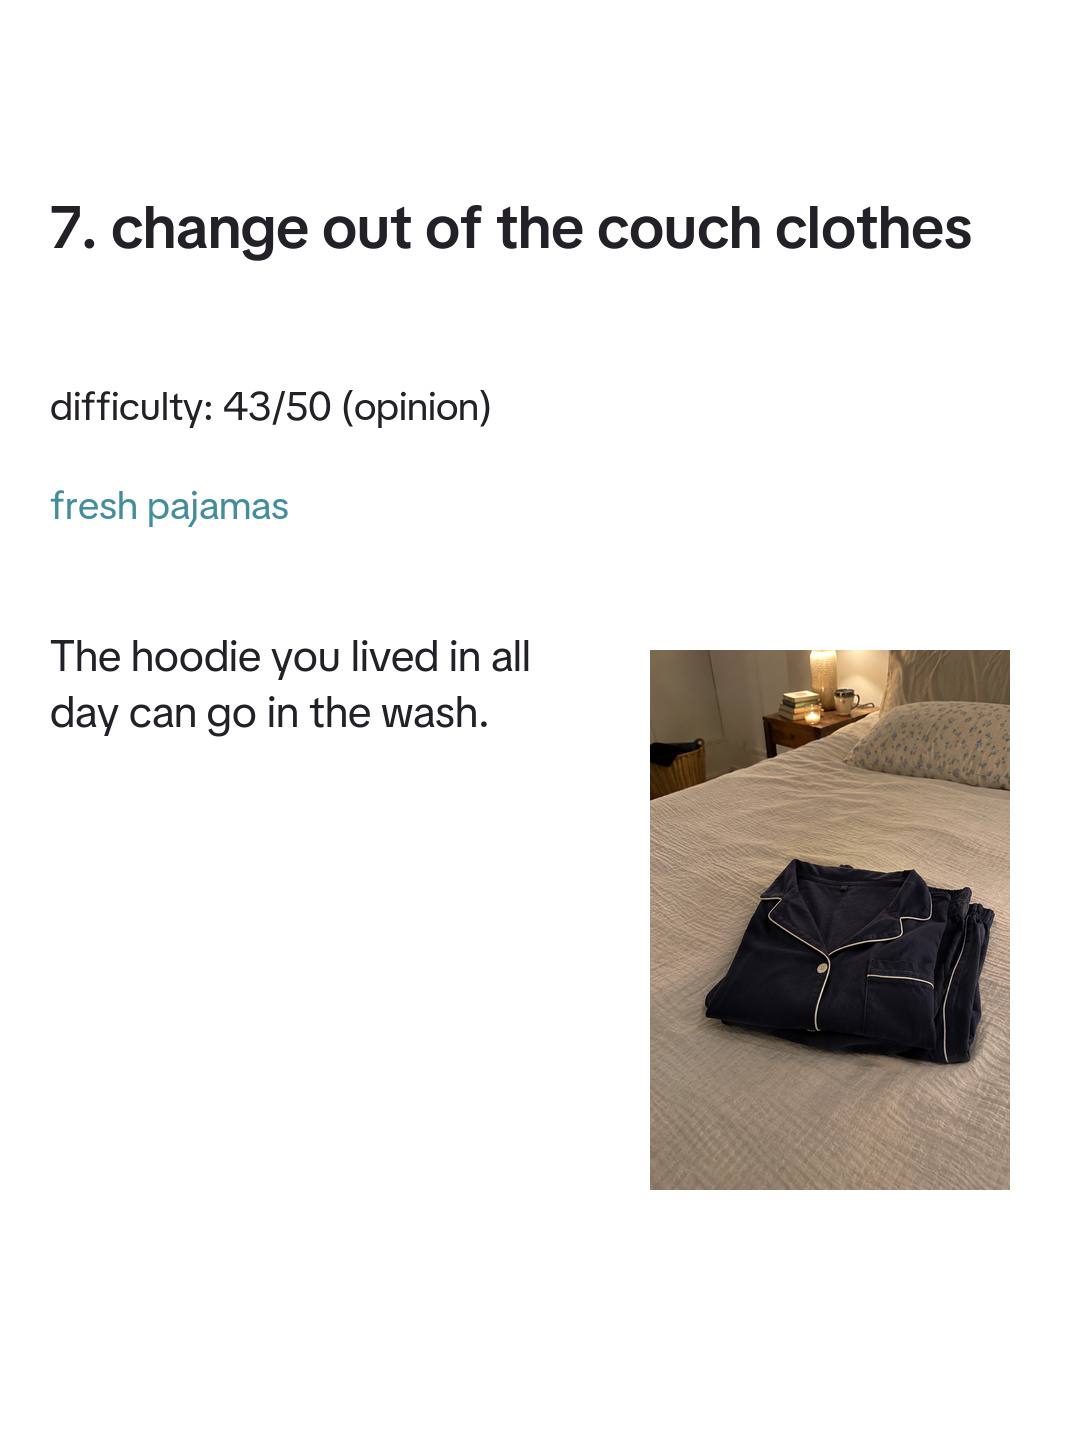 7. change out of the couch clothes
difficulty: 43/50 (opinion)
fresh pajamas
The hoodie you lived in all
day can go in the wash.